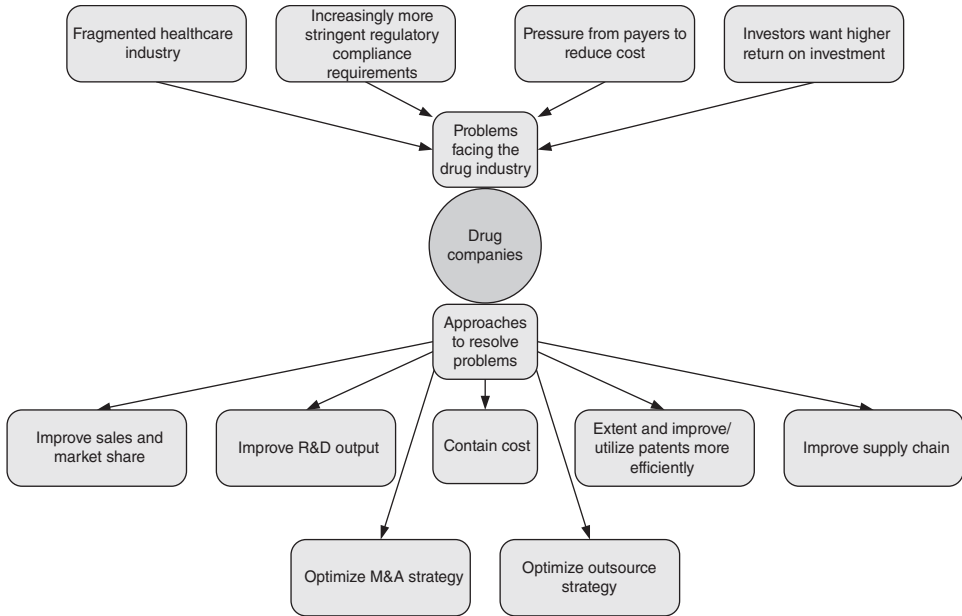 Fragmented healthcare
industry
Increasingly more
stringent regulatory
compliance
requirements
Pressure from payers to
reduce cost
Investors want higher
return on investment
Problems
facing the
drug industry
Drug
companies
Approaches
to resolve
problems
Improve sales and
market share
Improve R&D output
Contain cost
Extent and improve/
utilize patents more
efficiently
Improve supply chain
Optimize M&A strategy
Optimize outsource
strategy